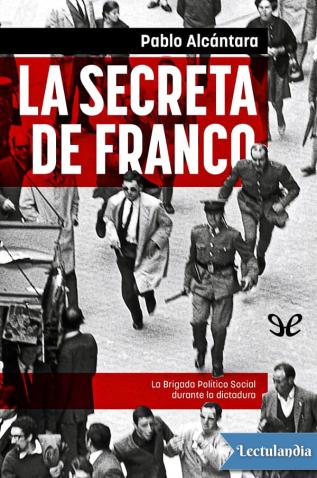 Pablo Alcántara
LA SECRETA
DE FRANCO
La Brigada Político Social
durante la dictadura
Lectulandia